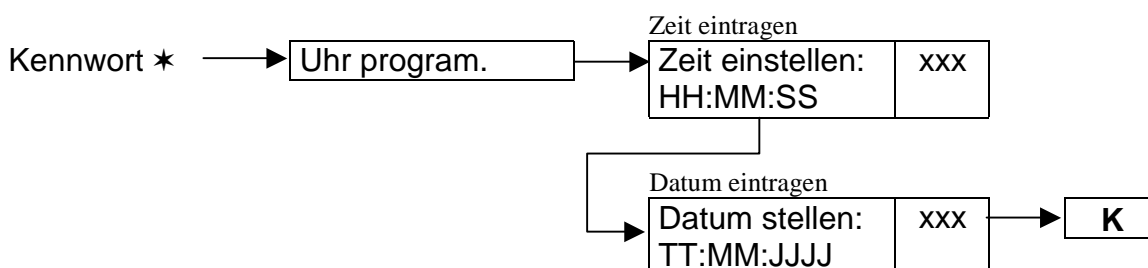 Zeit eintragen
Kennwort ✶ Uhr program. Zeit einstellen: xxx
HH:MM:SS
Datum eintragen
Datum stellen: xxx K
TT:MM:JJJJ